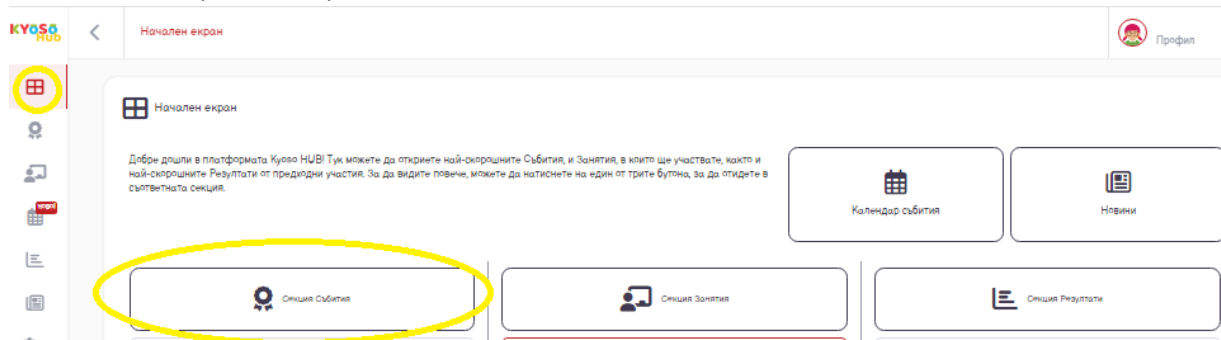 KYOSO
HUB
Начален екран
Профил
Начален екран
Добре дошли в платформата Kyoso HUB! Тук можете да откриете най-скорошните Събития, и Занятия, в които ще участвате, както и
най-скорошните Резултати от предходни участия. За да видите повече, можете да натиснете на един от трите бутона, за да отидете в
съответната секция.
Календар събития
Новини
Секция Събития
Секция Занятия
Секция Резултати